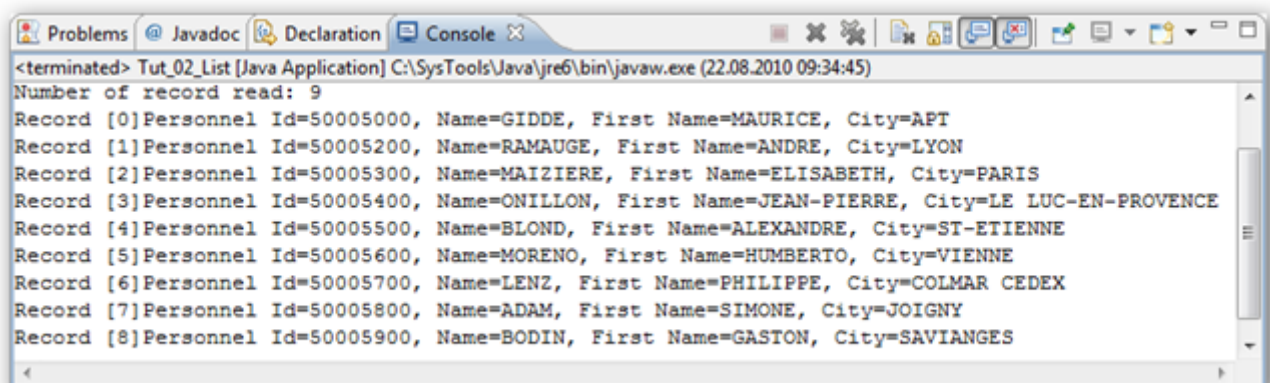 Problems @ Javadoc Declaration Console
<terminated> Tut_02_List [Java Application] C:\SysTools\Java\jre6\bin\javaw.exe (22.08.2010 09:34:45)
Number of record read: 9
Record [0]Personnel Id=50005000, Name=GIDDE, First Name=MAURICE, City=APT
Record [1]Personnel Id=50005200, Name=RAMAUGE, First Name=ANDRE, City=LYON
Record [2]Personnel Id=50005300, Name=MAIZIERE, First Name=ELISABETH, City=PARIS
Record [3]Personnel Id=50005400, Name=ONILLON, First Name=JEAN-PIERRE, City=LE LUC-EN-PROVENCE
Record [4]Personnel Id=50005500, Name=BLOND, First Name=ALEXANDRE, City=ST-ETIENNE
Record [5]Personnel Id=50005600, Name=MORENO, First Name=HUMBERTO, City=VIENNE
Record [6]Personnel Id=50005700, Name=LENZ, First Name=PHILIPPE, City=COLMAR CEDEX
Record [7]Personnel Id=50005800, Name=ADAM, First Name=SIMONE, City=JOIGNY
Record [8]Personnel Id=50005900, Name=BODIN, First Name=GASTON, City=SAVIANGES